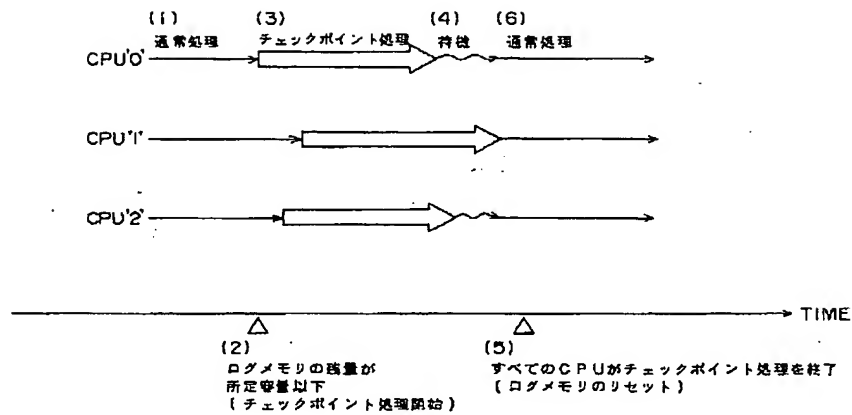 (1) (3) (4) (6)
通常処理 チェックポイント処理 待機 通常処理
CPU'0'
CPU'1'
CPU'2'
TIME
(2) (5)
ログメモリの残量が すべてのCPUがチェックポイント処理を終了
所定容量以下 (ログメモリのリセット)
(チェックポイント処理開始)